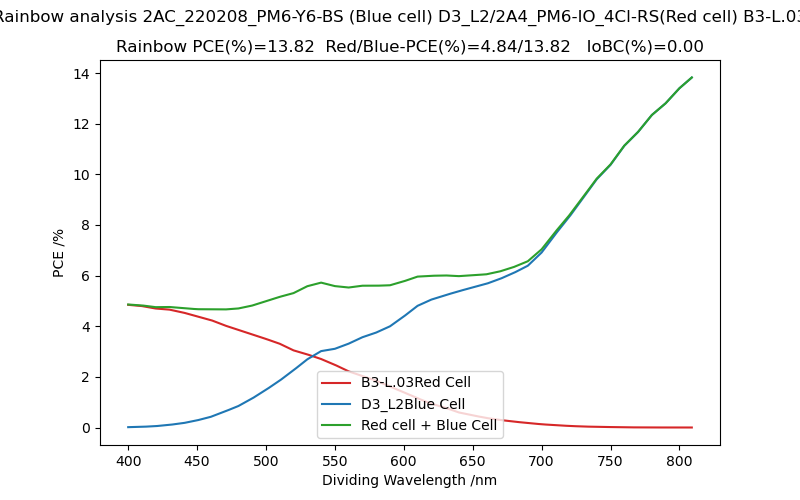 Rainbow analysis 2AC_220208_PM6-Y6-BS (Blue cell) D3_L2/2A4_PM6-IO_4Cl-RS(Red cell) B3-L.03
Rainbow PCE(%)=13.82 Red/Blue-PCE(%)=4.84/13.82 IoBC(%)=0.00
14
12
10
8
6
4
2
0
PCE /%
B3-L.03Red Cell
D3_L2Blue Cell
Red cell + Blue Cell
400 450 500 550 600 650 700 750 800
Dividing Wavelength /nm